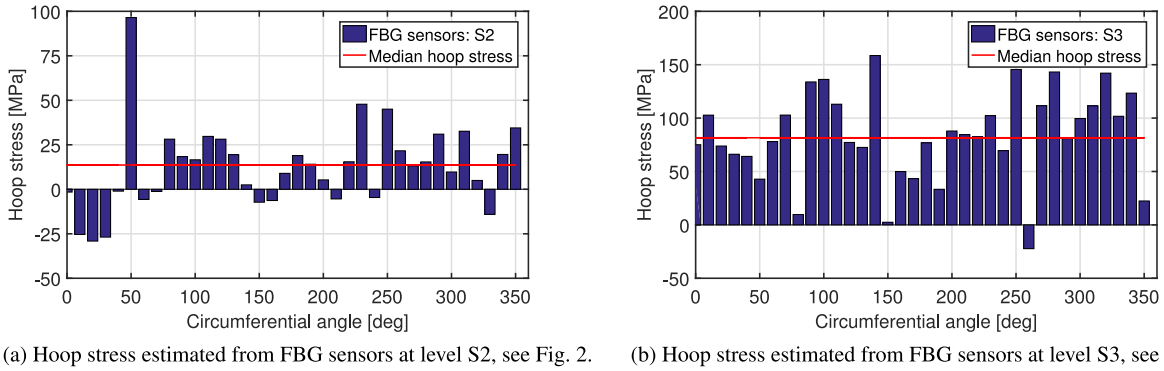 100
75
50
25
0
-25
-50
Hoop stress [MPa]
FBG sensors: S2
Median hoop stress
0 50 100 150 200 250 300 350
Circumferential angle [deg]
(a) Hoop stress estimated from FBG sensors at level S2, see Fig. 2.
200
150
100
50
0
-50
Hoop stress [MPa]
FBG sensors: S3
Median hoop stress
0 50 100 150 200 250 300 350
Circumferential angle [deg]
(b) Hoop stress estimated from FBG sensors at level S3, see